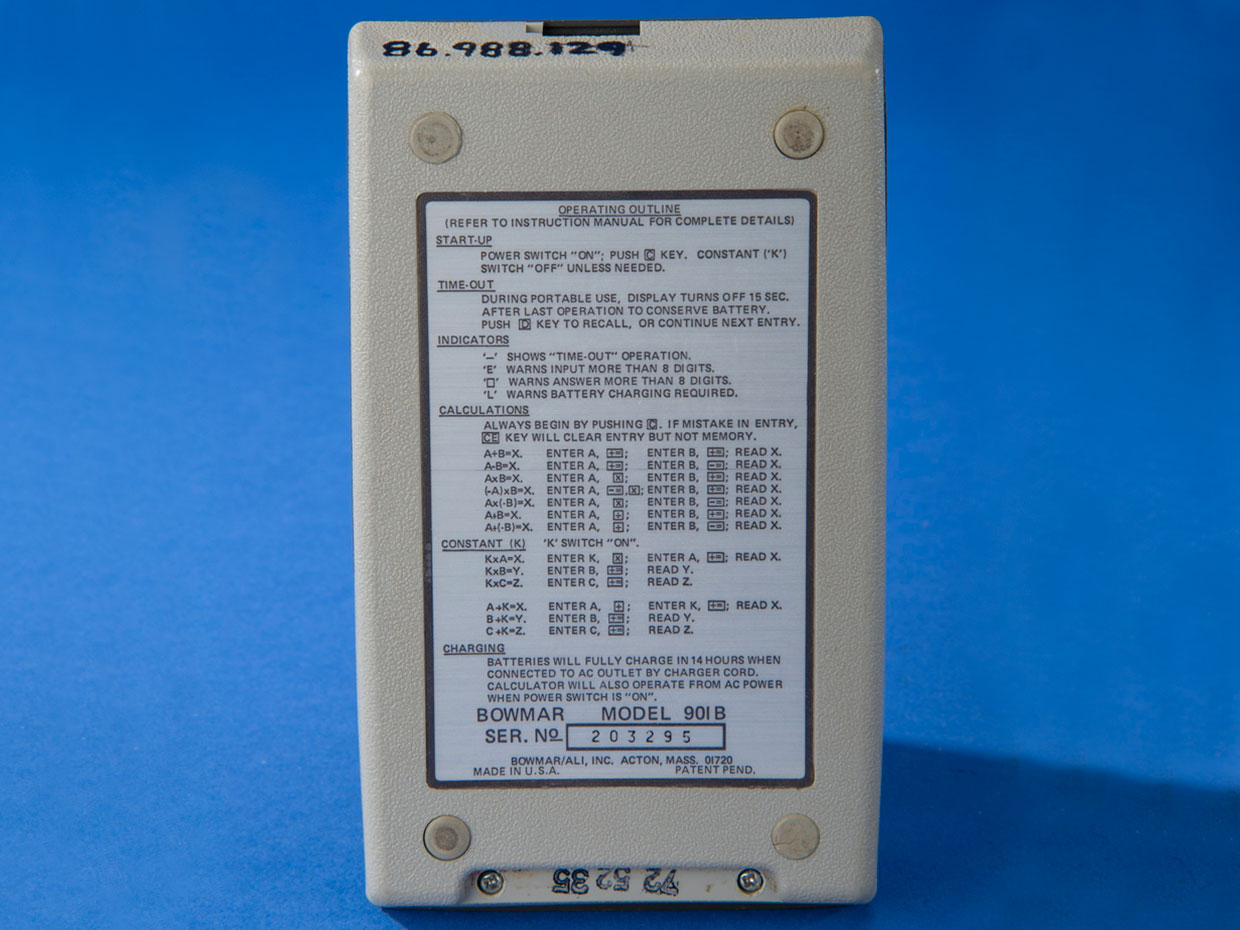 86.988.129
OPERATING OUTLINE
(REFER TO INSTRUCTION MANUAL FOR COMPLETE DETAILS)
START-UP
POWER SWITCH "ON"; PUSH C KEY. CONSTANT ('K')
SWITCH "OFF" UNLESS NEEDED.
TIME-OUT
DURING PORTABLE USE, DISPLAY TURNS OFF 15 SEC.
AFTER LAST OPERATION TO CONSERVE BATTERY.
PUSH D KEY TO RECALL, OR CONTINUE NEXT ENTRY.
INDICATORS
'–' SHOWS "TIME-OUT" OPERATION.
'E' WARNS INPUT MORE THAN 8 DIGITS.
'□' WARNS ANSWER MORE THAN 8 DIGITS.
'L' WARNS BATTERY CHARGING REQUIRED.
CALCULATIONS
ALWAYS BEGIN BY PUSHING C. IF MISTAKE IN ENTRY,
CE KEY WILL CLEAR ENTRY BUT NOT MEMORY.
A+B=X. ENTER A, +=; ENTER B, +=; READ X.
A-B=X. ENTER A, +=; ENTER B, -=; READ X.
AxB=X. ENTER A, x; ENTER B, +=; READ X.
(-A)xB=X. ENTER A, -=,x; ENTER B, +=; READ X.
Ax(-B)=X. ENTER A, x; ENTER B, -=; READ X.
A÷B=X. ENTER A, ÷; ENTER B, +=; READ X.
A÷(-B)=X. ENTER A, ÷; ENTER B, -=; READ X.
CONSTANT (K) 'K' SWITCH "ON".
KxA=X. ENTER K, x; ENTER A, +=; READ X.
KxB=Y. ENTER B, +=; READ Y.
KxC=Z. ENTER C, +=; READ Z.
A÷K=X. ENTER A, ÷; ENTER K, +=; READ X.
B÷K=Y. ENTER B, +=; READ Y.
C÷K=Z. ENTER C, +=; READ Z.
CHARGING
BATTERIES WILL FULLY CHARGE IN 14 HOURS WHEN
CONNECTED TO AC OUTLET BY CHARGER CORD.
CALCULATOR WILL ALSO OPERATE FROM AC POWER
WHEN POWER SWITCH IS "ON".
BOWMAR MODEL 901B
SER. Nº 203295
BOWMAR/ALI, INC. ACTON, MASS. 01720
MADE IN U.S.A. PATENT PEND.